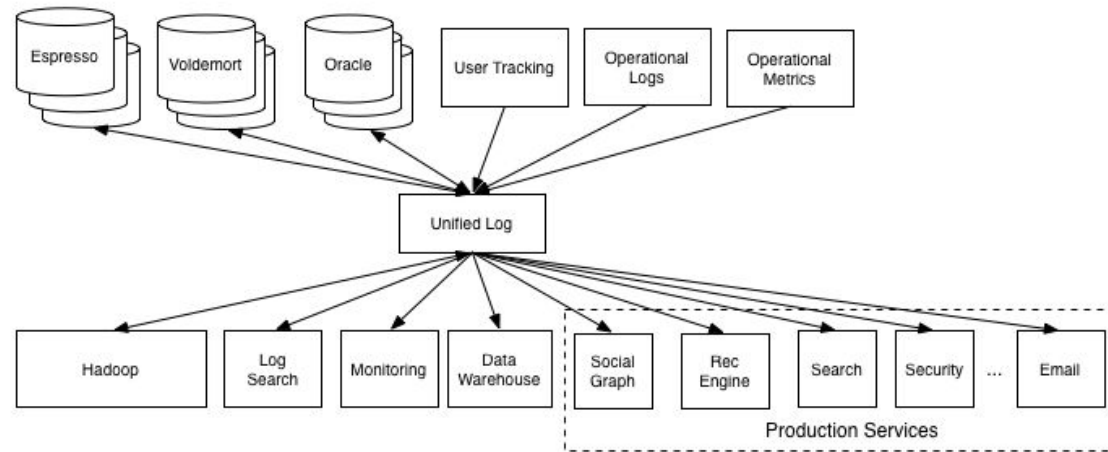 Espresso
Voldemort
Oracle
User Tracking
Operational
Logs
Operational
Metrics
Unified Log
Hadoop
Log
Search
Monitoring
Data
Warehouse
Social
Graph
Rec
Engine
Search
Security
...
Email
Production Services